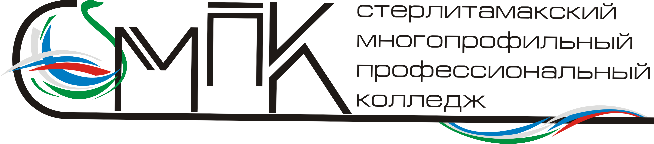 СМПК
стерлитамакский
многопрофильный
профессиональный
колледж